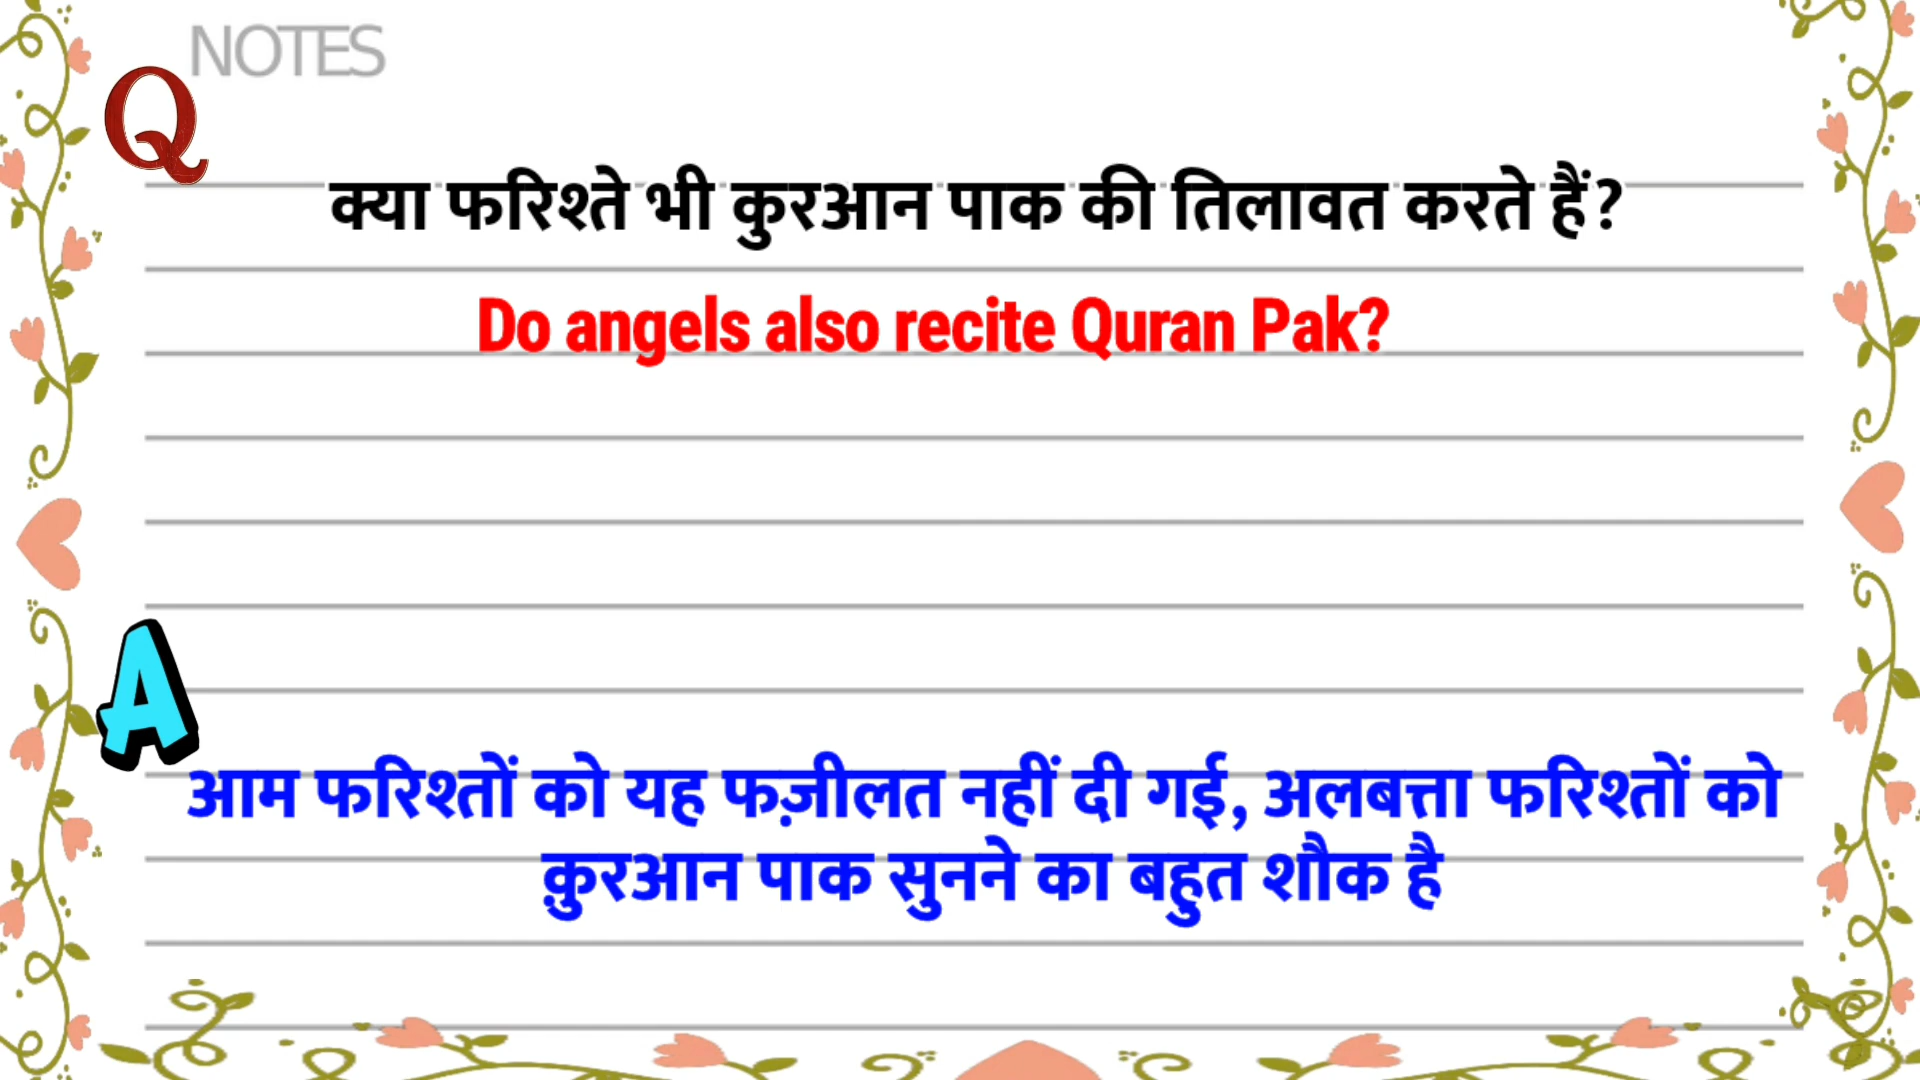 NOTES
Q
क्या फरिश्ते भी कुरआन पाक की तिलावत करते हैं?
Do angels also recite Quran Pak?
A
आम फरिश्तों को यह फज़ीलत नहीं दी गई, अलबत्ता फरिश्तों को
क़ुरआन पाक सुनने का बहुत शौक है